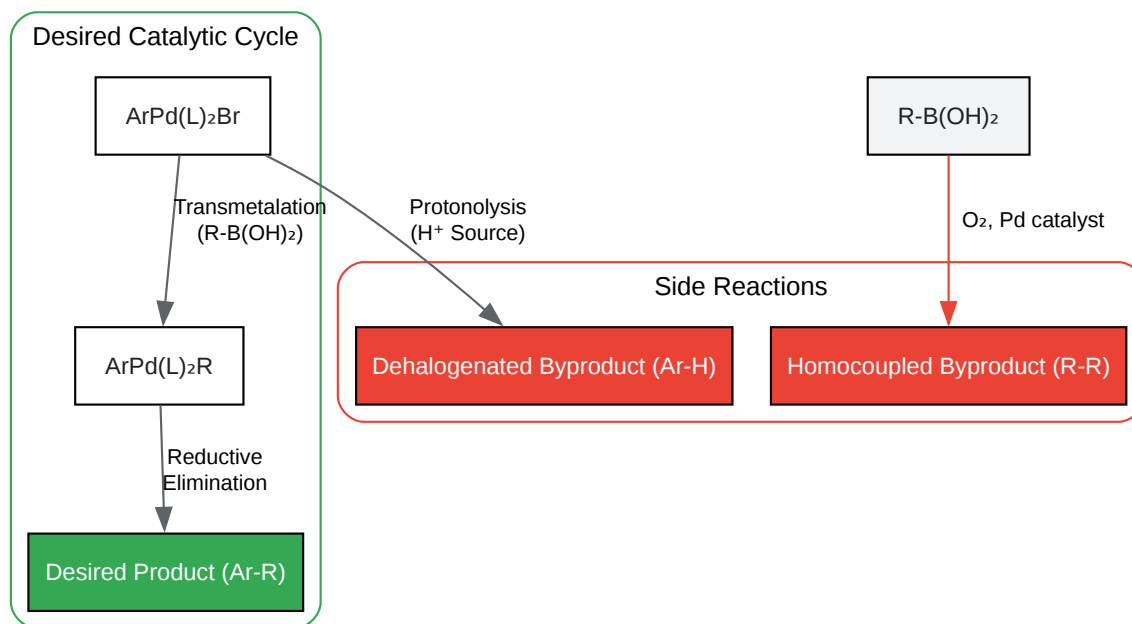 Desired Catalytic Cycle
ArPd(L)₂Br
R-B(OH)₂
Transmetalation
(R-B(OH)₂)
Protonolysis
(H⁺ Source)
O₂, Pd catalyst
Side Reactions
ArPd(L)₂R
Dehalogenated Byproduct (Ar-H)
Homocoupled Byproduct (R-R)
Reductive
Elimination
Desired Product (Ar-R)